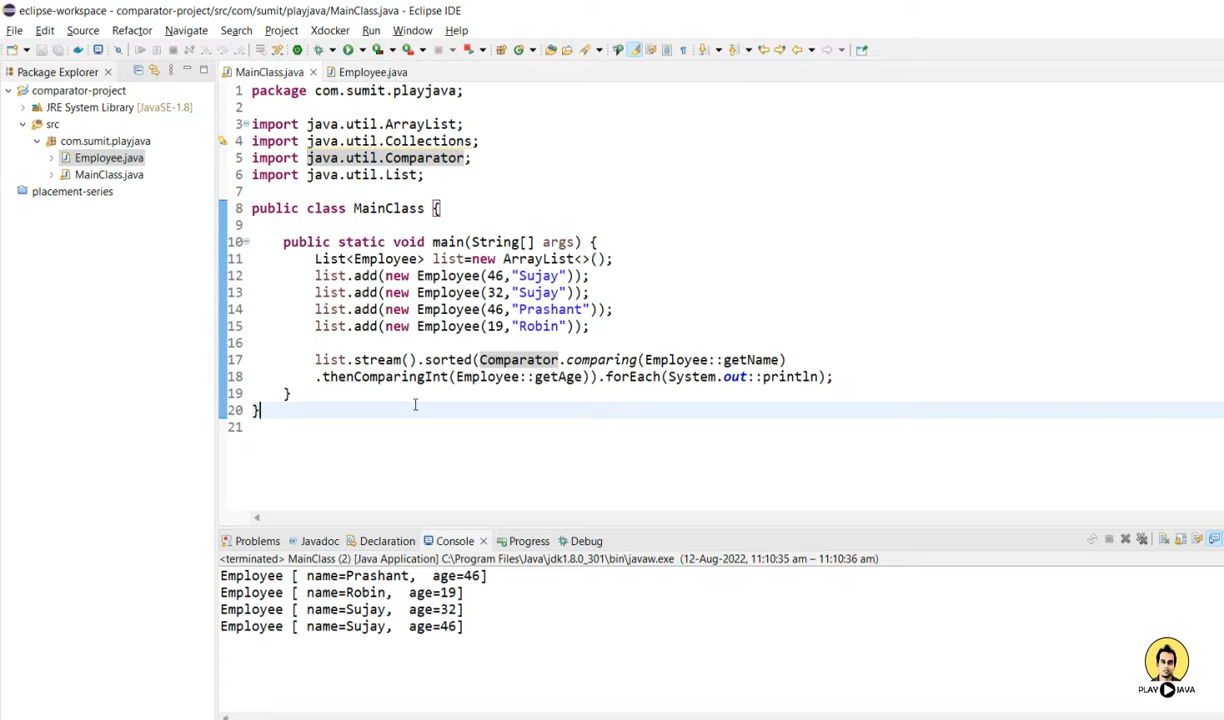 eclipse-workspace - comparator-project/src/com/sumit/playjava/MainClass.java - Eclipse IDE
File Edit Source Refactor Navigate Search Project Xdocker Run Window Help
Package Explorer
MainClass.java Employee.java
comparator-project
JRE System Library [JavaSE-1.8]
src
com.sumit.playjava
Employee.java
MainClass.java
placement-series
1 package com.sumit.playjava;
2
3 import java.util.ArrayList;
4 import java.util.Collections;
5 import java.util.Comparator;
6 import java.util.List;
7
8 public class MainClass {
9
10 public static void main(String[] args) {
11 List<Employee> list=new ArrayList<>();
12 list.add(new Employee(46,"Sujay"));
13 list.add(new Employee(32,"Sujay"));
14 list.add(new Employee(46,"Prashant"));
15 list.add(new Employee(19,"Robin"));
16
17 list.stream().sorted(Comparator.comparing(Employee::getName)
18 .thenComparingInt(Employee::getAge)).forEach(System.out::println);
19 }
20 }
21
Problems Javadoc Declaration Console Progress Debug
<terminated> MainClass (2) [Java Application] C:\Program Files\Java\jdk1.8.0_301\bin\javaw.exe (12-Aug-2022, 11:10:35 am – 11:10:36 am)
Employee [ name=Prashant, age=46]
Employee [ name=Robin, age=19]
Employee [ name=Sujay, age=32]
Employee [ name=Sujay, age=46]
PLAY JAVA